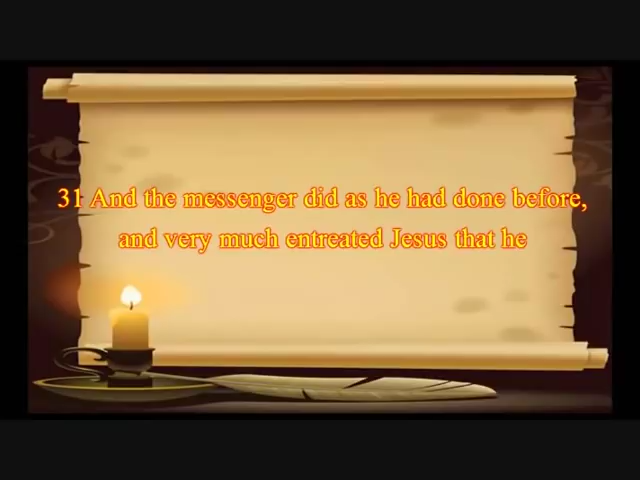 31 And the messenger did as he had done before,
and very much entreated Jesus that he